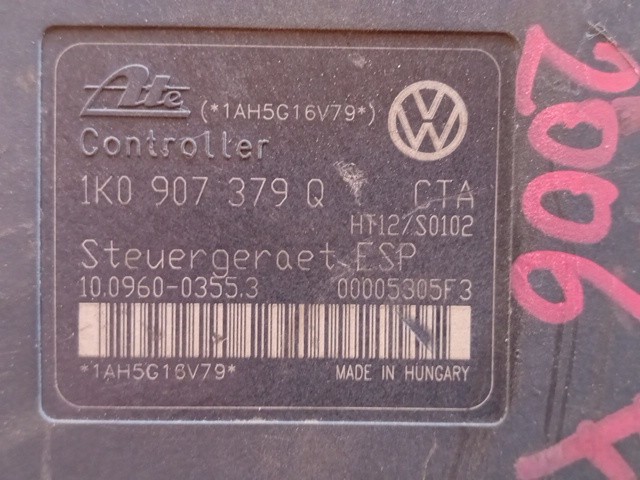 Ate (*1AH5G16V79*)
Controller
1K0 907 379 Q CTA
HT12/S0102
Steuergeraet ESP
10.0960-0355.3 00005305F3
*1AH5G16V79*
MADE IN HUNGARY
2006